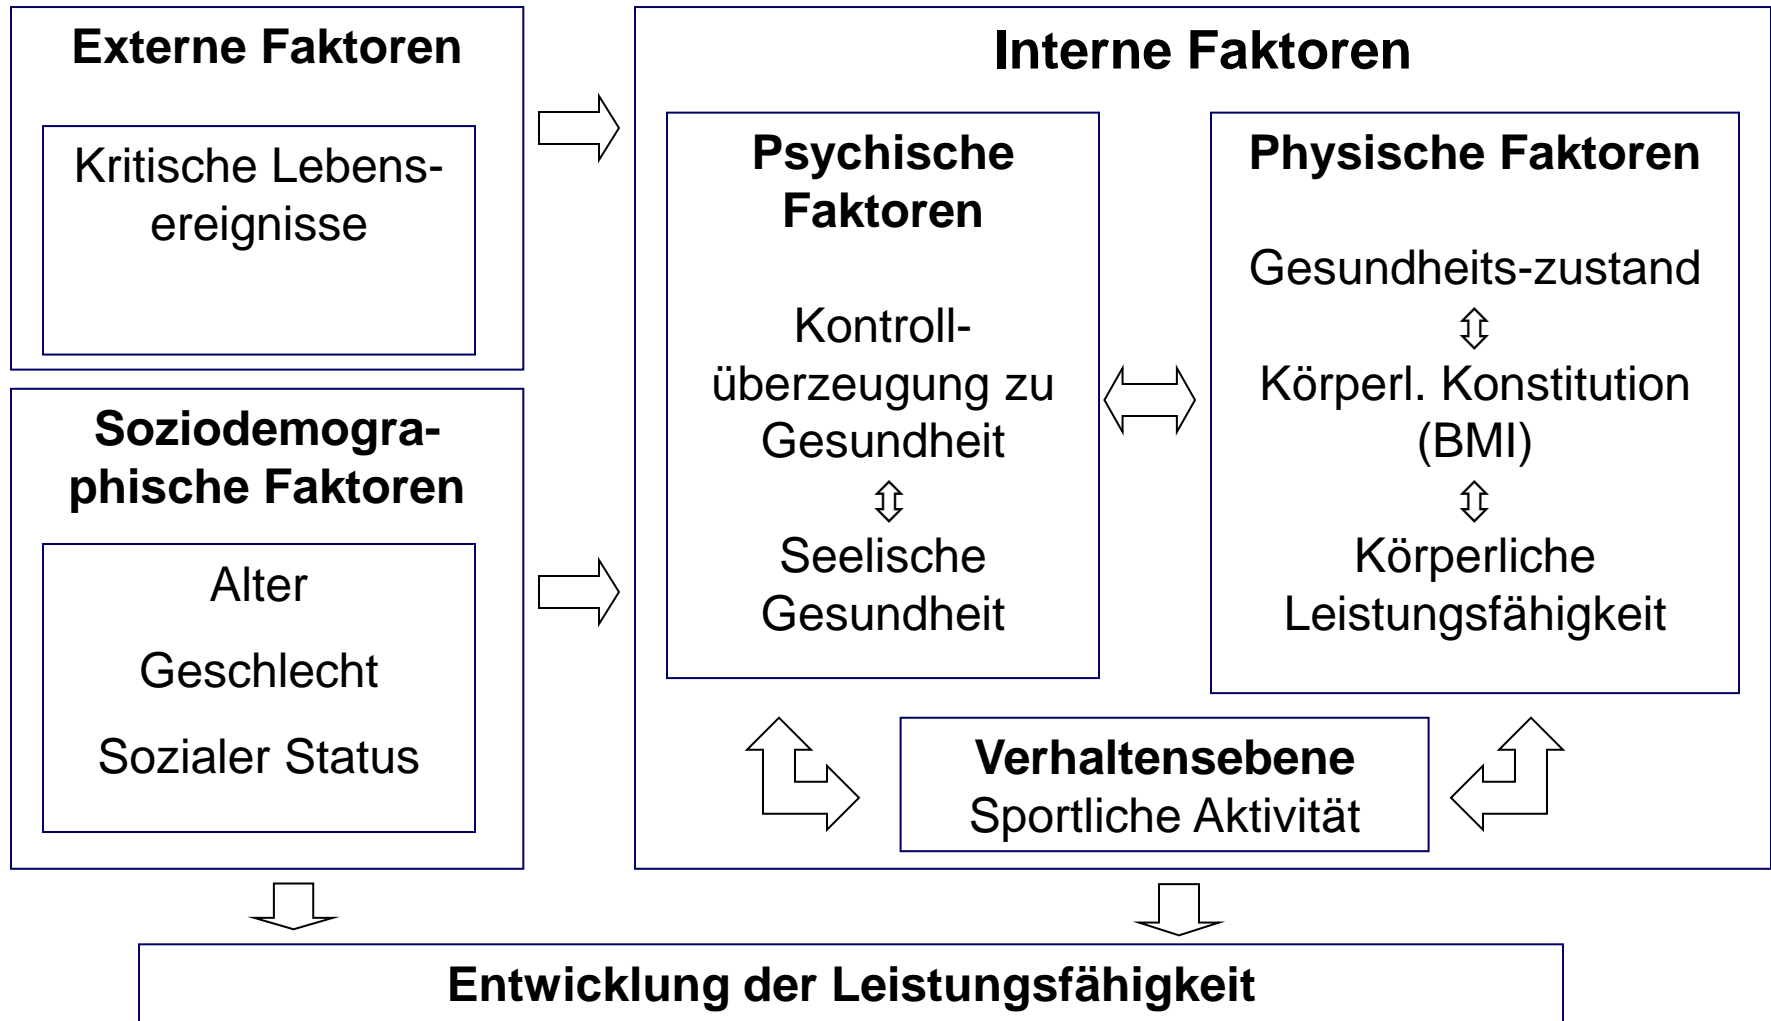 Externe Faktoren
Kritische Lebens-
ereignisse
Soziodemogra-
phische Faktoren
Alter
Geschlecht
Sozialer Status
Interne Faktoren
Psychische
Faktoren
Kontroll-
überzeugung zu
Gesundheit
⇕
Seelische
Gesundheit
Physische Faktoren
Gesundheits-zustand
⇕
Körperl. Konstitution
(BMI)
⇕
Körperliche
Leistungsfähigkeit
Verhaltensebene
Sportliche Aktivität
Entwicklung der Leistungsfähigkeit